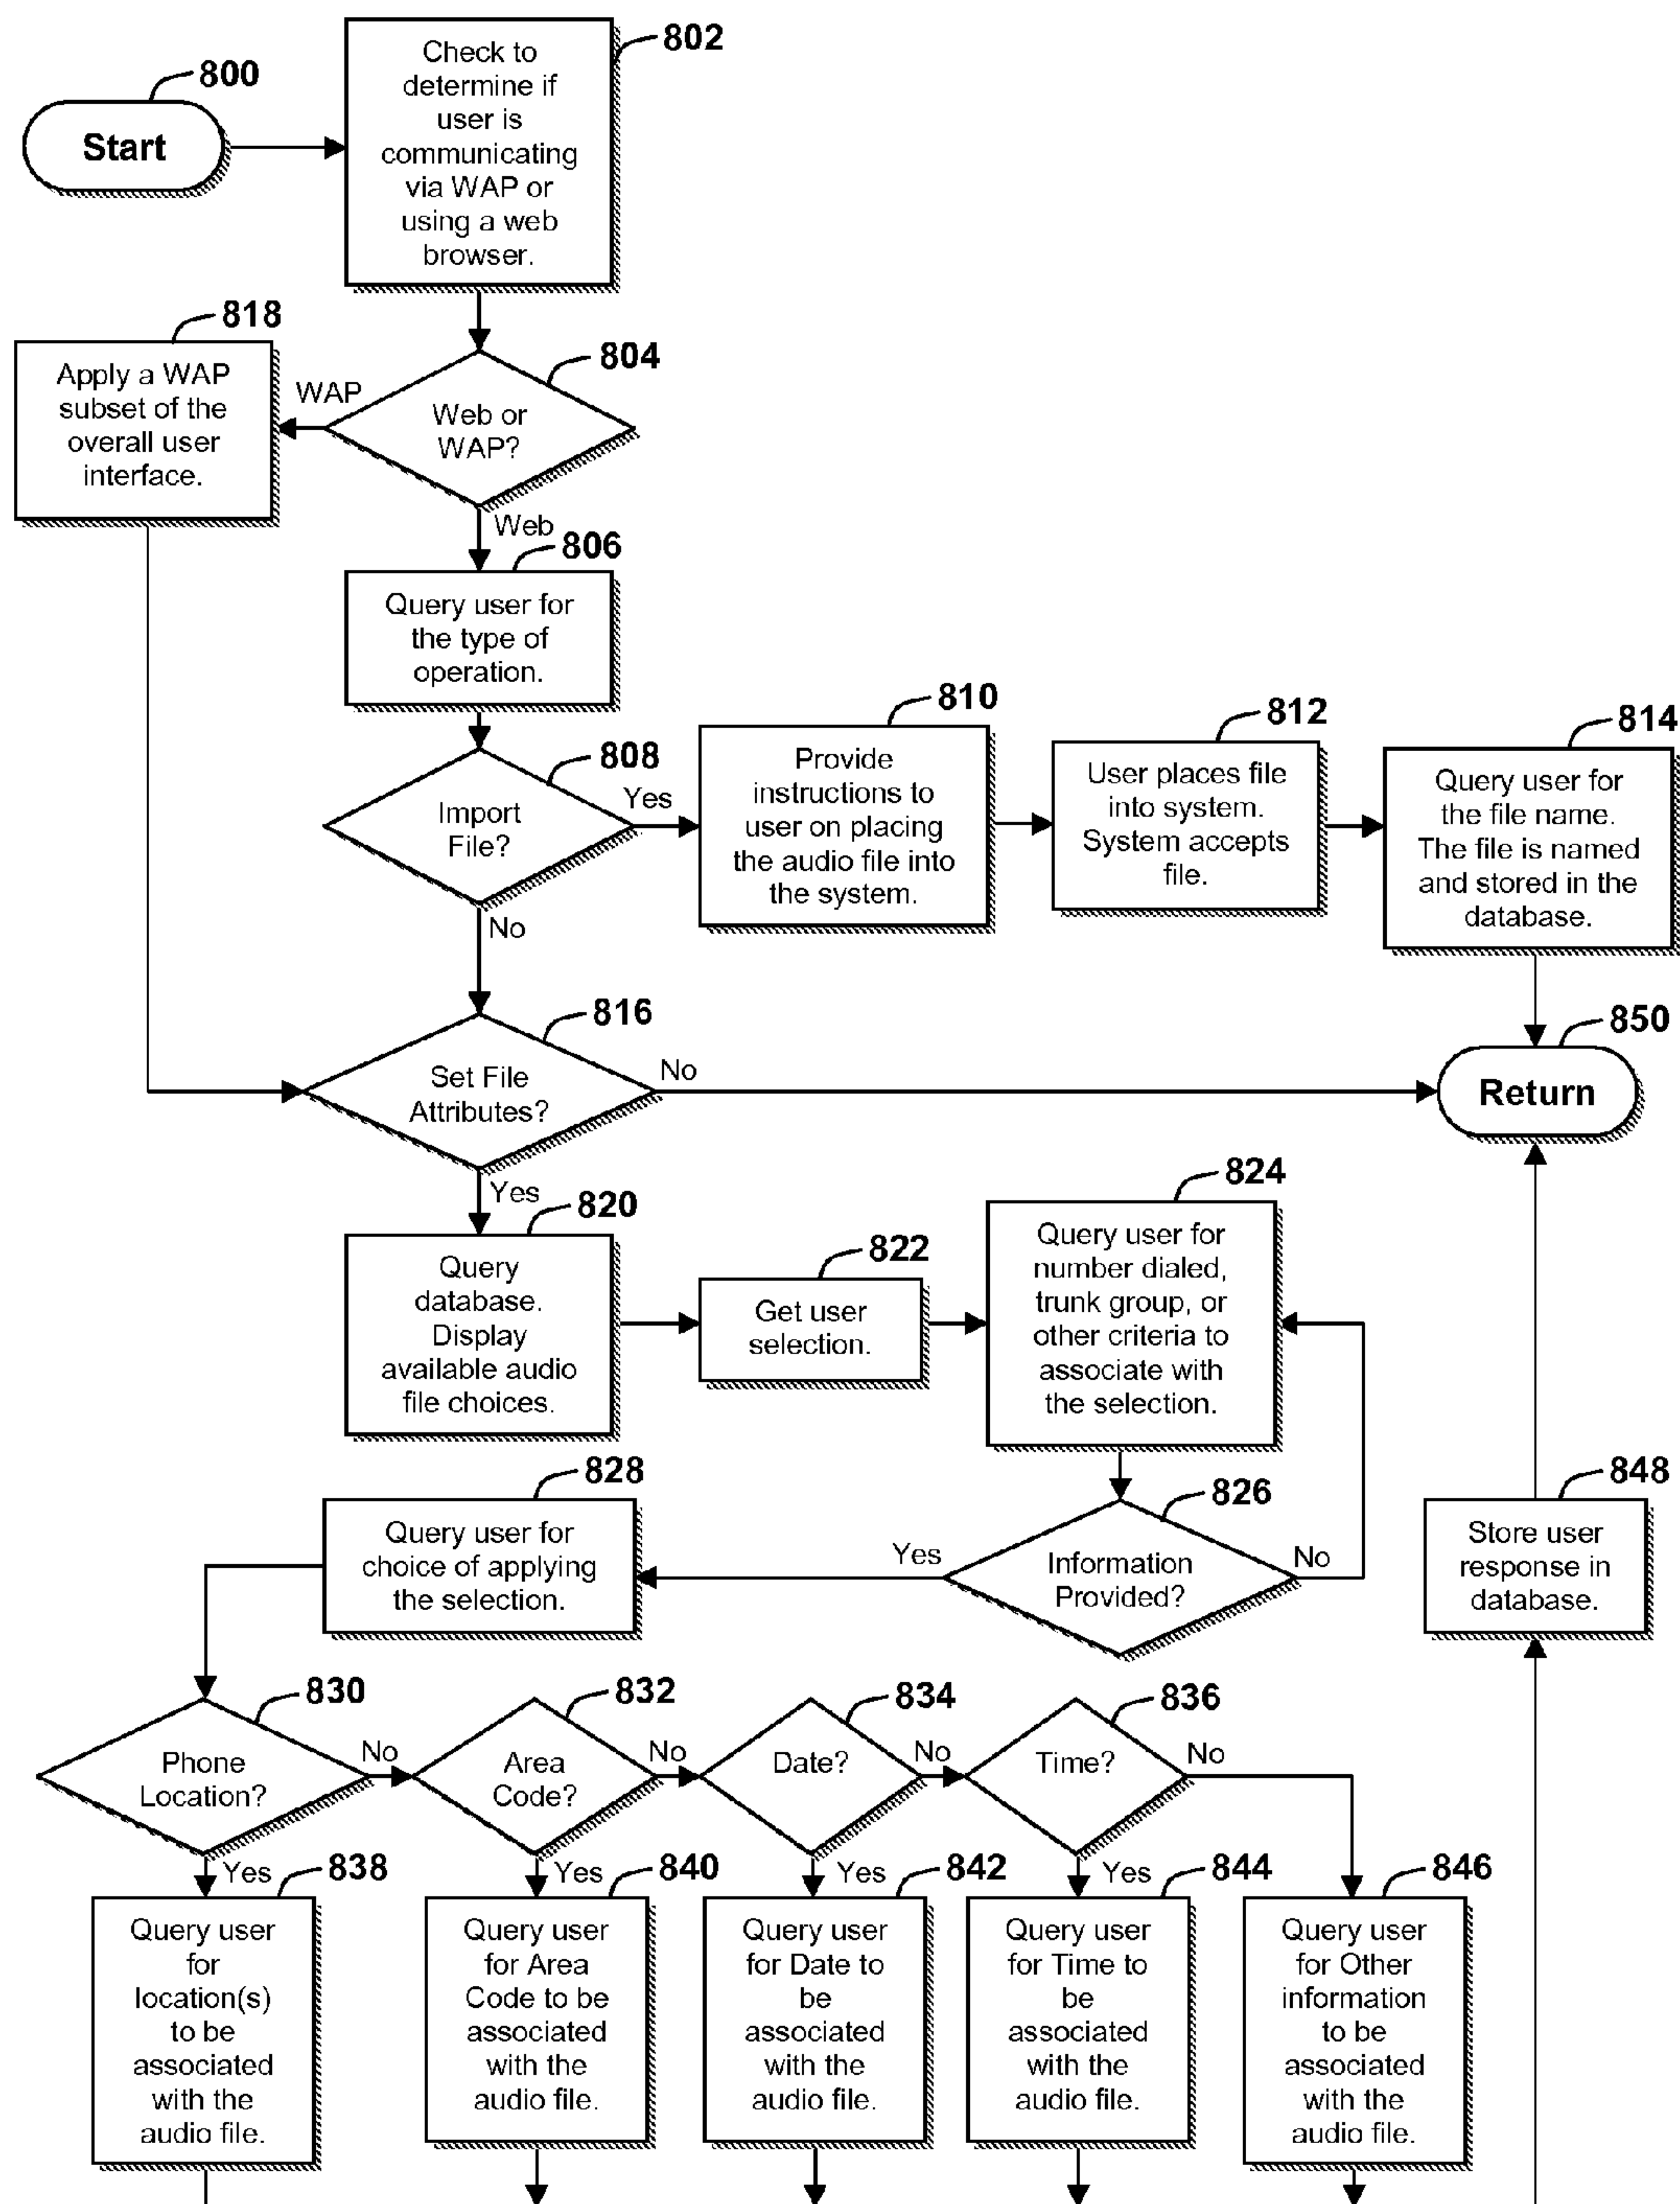 800
Start
802
Check to
determine if
user is
communicating
via WAP or
using a web
browser.
818
Apply a WAP
subset of the
overall user
interface.
WAP
804
Web or
WAP?
Web
806
Query user for
the type of
operation.
808
Import
File?
Yes
No
810
Provide
instructions to
user on placing
the audio file into
the system.
812
User places file
into system.
System accepts
file.
814
Query user for
the file name.
The file is named
and stored in the
database.
816
Set File
Attributes?
No
Yes
850
Return
820
Query
database.
Display
available audio
file choices.
822
Get user
selection.
824
Query user for
number dialed,
trunk group, or
other criteria to
associate with
the selection.
826
Information
Provided?
Yes
No
828
Query user for
choice of applying
the selection.
848
Store user
response in
database.
830
Phone
Location?
No
Yes
832
Area
Code?
No
Yes
834
Date?
No
Yes
836
Time?
No
Yes
838
Query user
for
location(s)
to be
associated
with the
audio file.
840
Query user
for Area
Code to be
associated
with the
audio file.
842
Query user
for Date to
be
associated
with the
audio file.
844
Query user
for Time to
be
associated
with the
audio file.
846
Query user
for Other
information
to be
associated
with the
audio file.